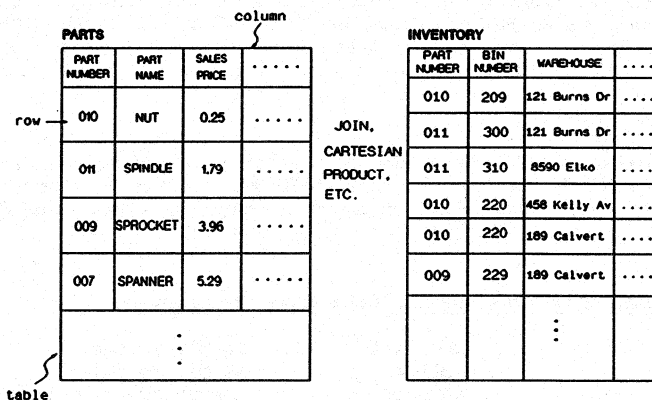 column
PARTS
PART NUMBER PART NAME SALES PRICE .....
row 010 NUT 0.25 .....
011 SPINDLE 1.79 .....
009 SPROCKET 3.96 .....
007 SPANNER 5.29 .....
table
JOIN,
CARTESIAN
PRODUCT,
ETC.
INVENTORY
PART NUMBER BIN NUMBER WAREHOUSE ....
010 209 121 Burns Dr ....
011 300 121 Burns Dr ....
011 310 8590 Elko ....
010 220 458 Kelly Av ....
010 220 189 Calvert ....
009 229 189 Calvert ....